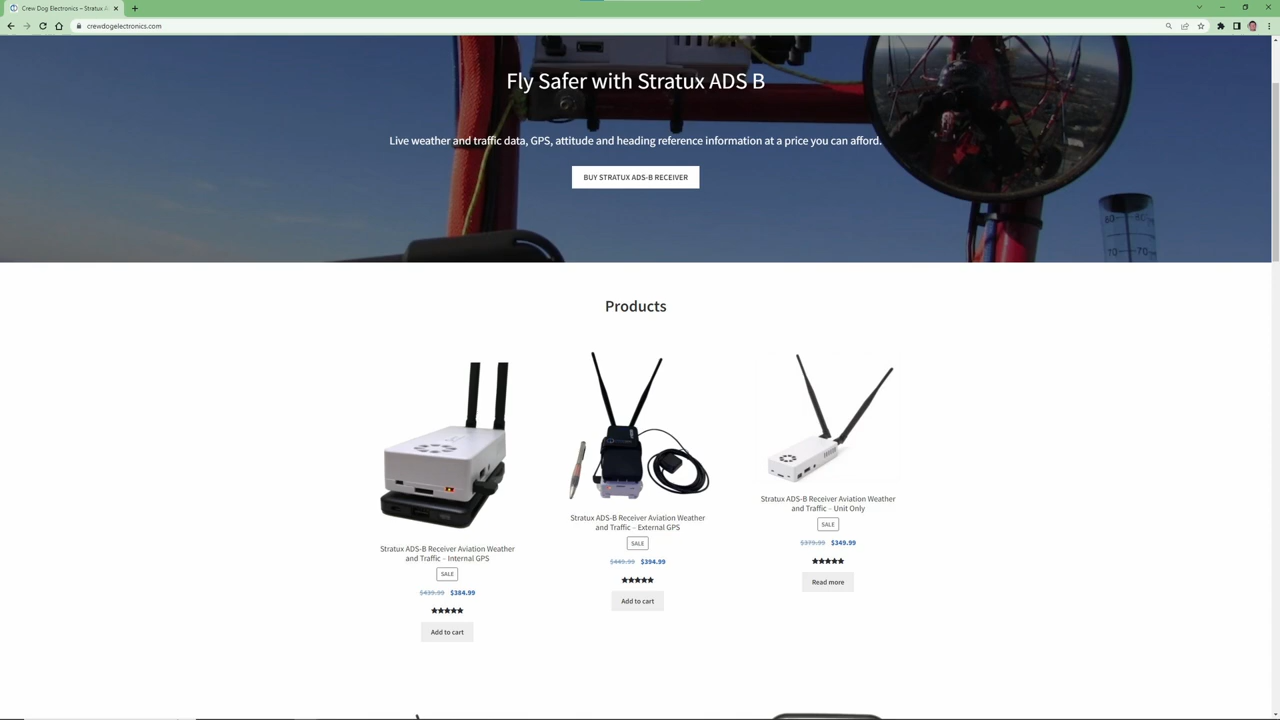 Crew Dog Electronics – Stratux A
crewdogelectronics.com
Fly Safer with Stratux ADS B
Live weather and traffic data, GPS, attitude and heading reference information at a price you can afford.
BUY STRATUX ADS-B RECEIVER
60
70
70
Products
Stratux ADS-B Receiver Aviation Weather
and Traffic – Internal GPS
SALE
$439.99 $384.99
Add to cart
Stratux ADS-B Receiver Aviation Weather
and Traffic – External GPS
SALE
$449.99 $394.99
Add to cart
Stratux ADS-B Receiver Aviation Weather
and Traffic – Unit Only
SALE
$379.99 $349.99
Read more